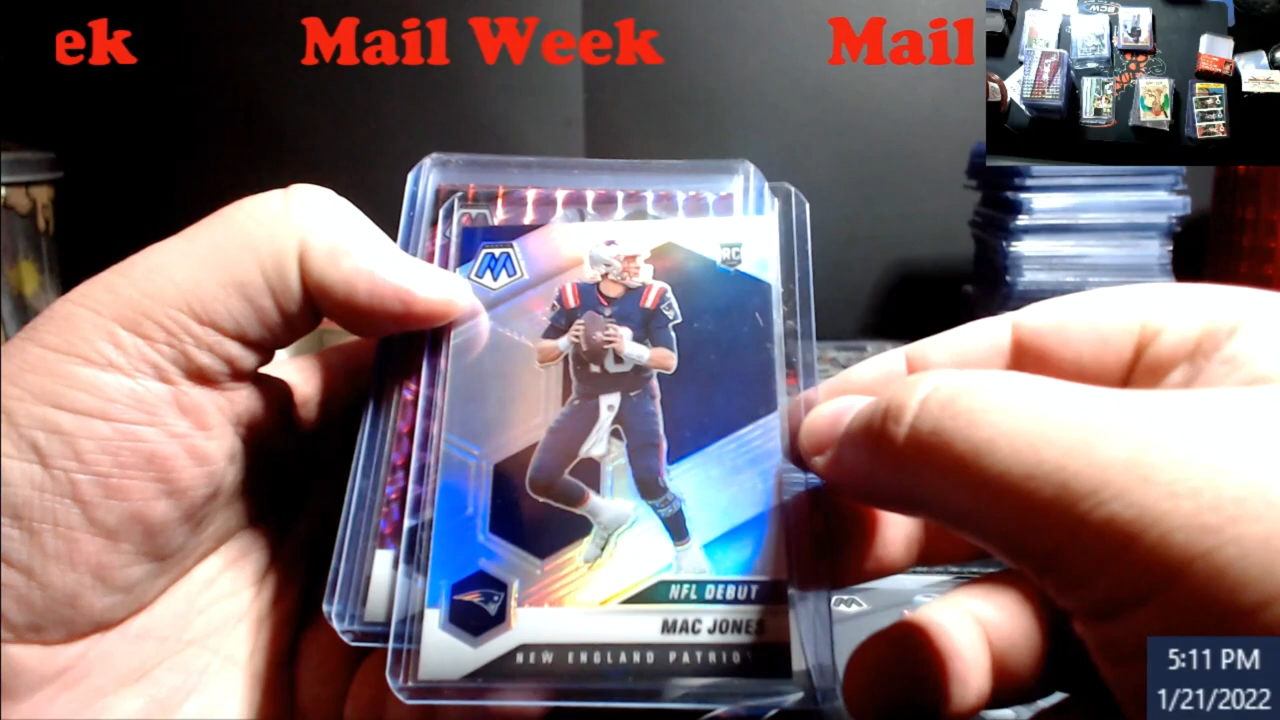 ek Mail Week Mail
RC
NFL DEBUT
MAC JONES
NEW ENGLAND PATRIO
5:11 PM
1/21/2022